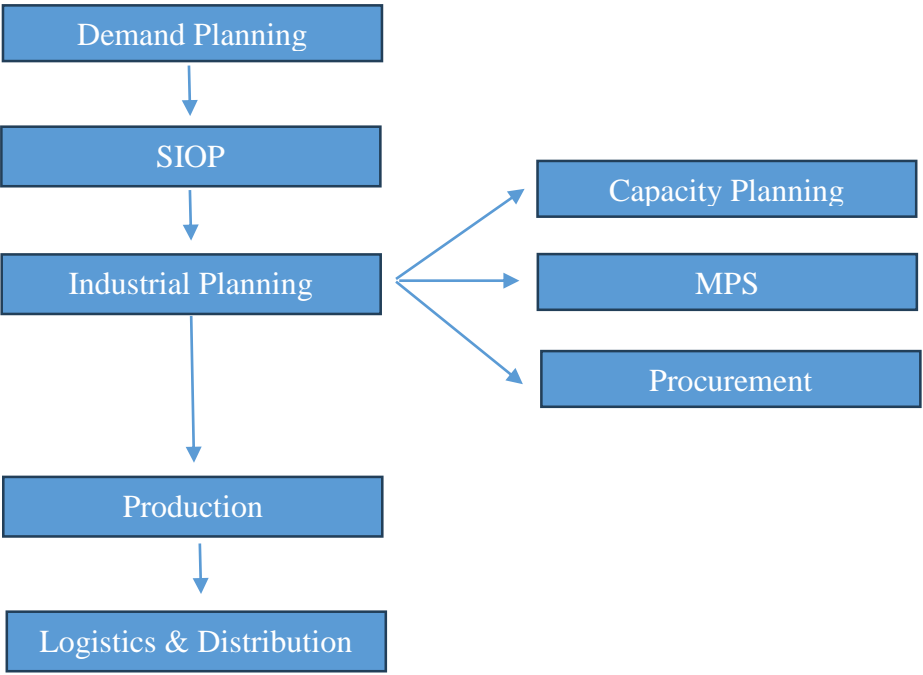 Demand Planning
SIOP
Industrial Planning
Capacity Planning
MPS
Procurement
Production
Logistics & Distribution